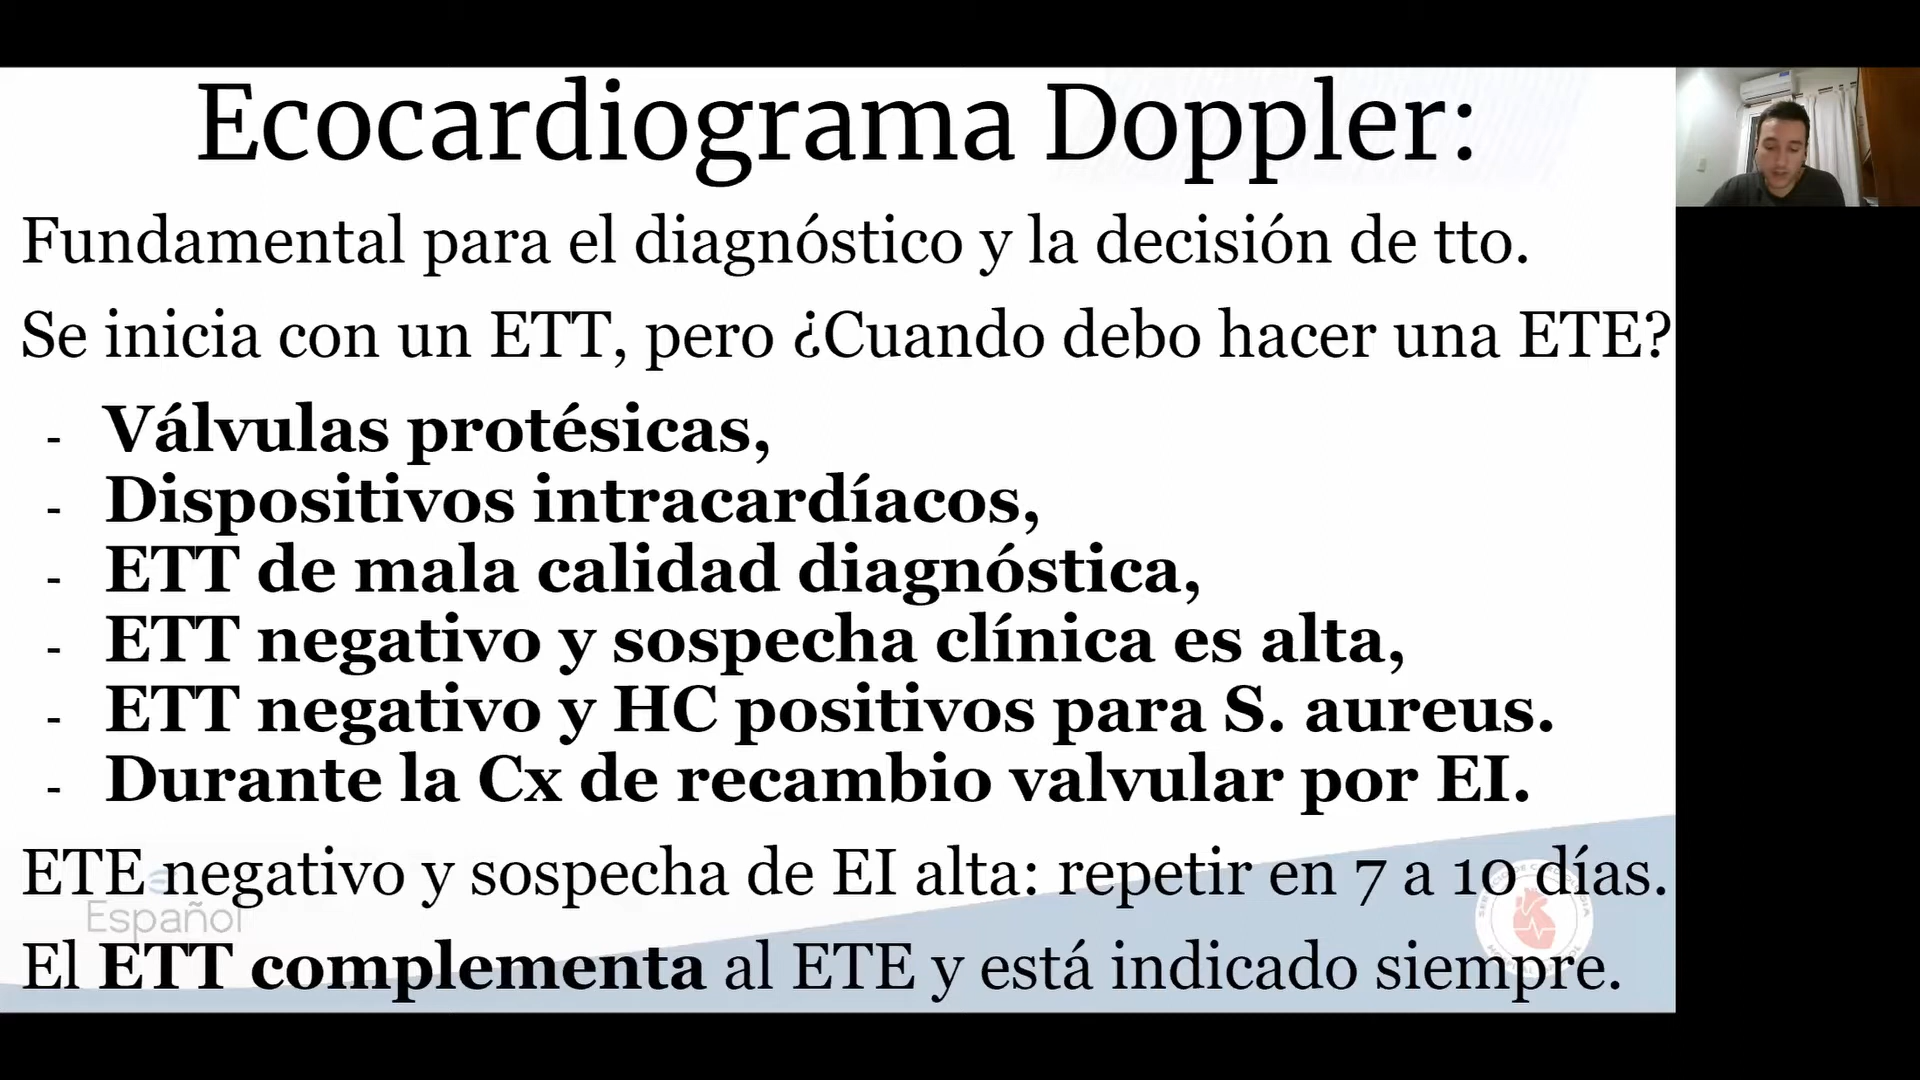 Ecocardiograma Doppler:
Fundamental para el diagnóstico y la decisión de tto.
Se inicia con un ETT, pero ¿Cuando debo hacer una ETE?
- Válvulas protésicas,
- Dispositivos intracardíacos,
- ETT de mala calidad diagnóstica,
- ETT negativo y sospecha clínica es alta,
- ETT negativo y HC positivos para S. aureus.
- Durante la Cx de recambio valvular por EI.
ETE negativo y sospecha de EI alta: repetir en 7 a 10 días.
Español
El ETT complementa al ETE y está indicado siempre.